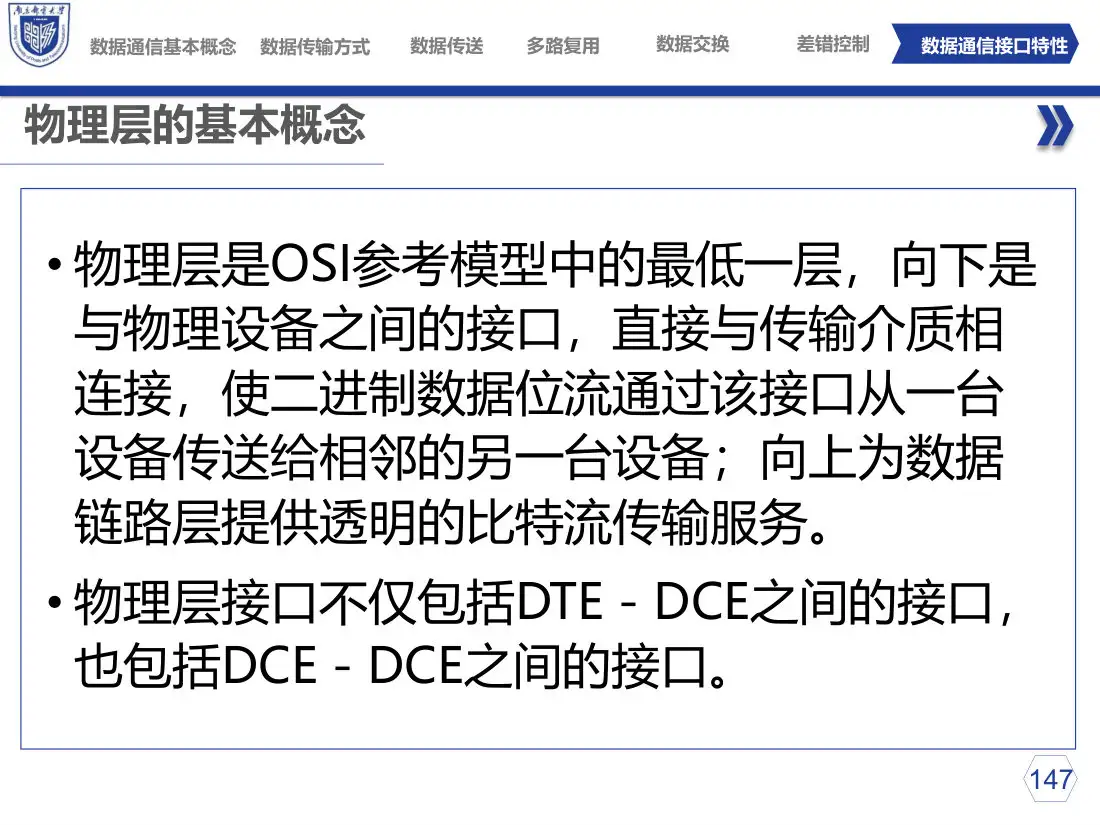 南京邮电大学
数据通信基本概念 数据传输方式 数据传送 多路复用 数据交换 差错控制 数据通信接口特性
物理层的基本概念
• 物理层是OSI参考模型中的最低一层，向下是
与物理设备之间的接口，直接与传输介质相
连接，使二进制数据位流通过该接口从一台
设备传送给相邻的另一台设备；向上为数据
链路层提供透明的比特流传输服务。
• 物理层接口不仅包括DTE－DCE之间的接口，
也包括DCE－DCE之间的接口。
147